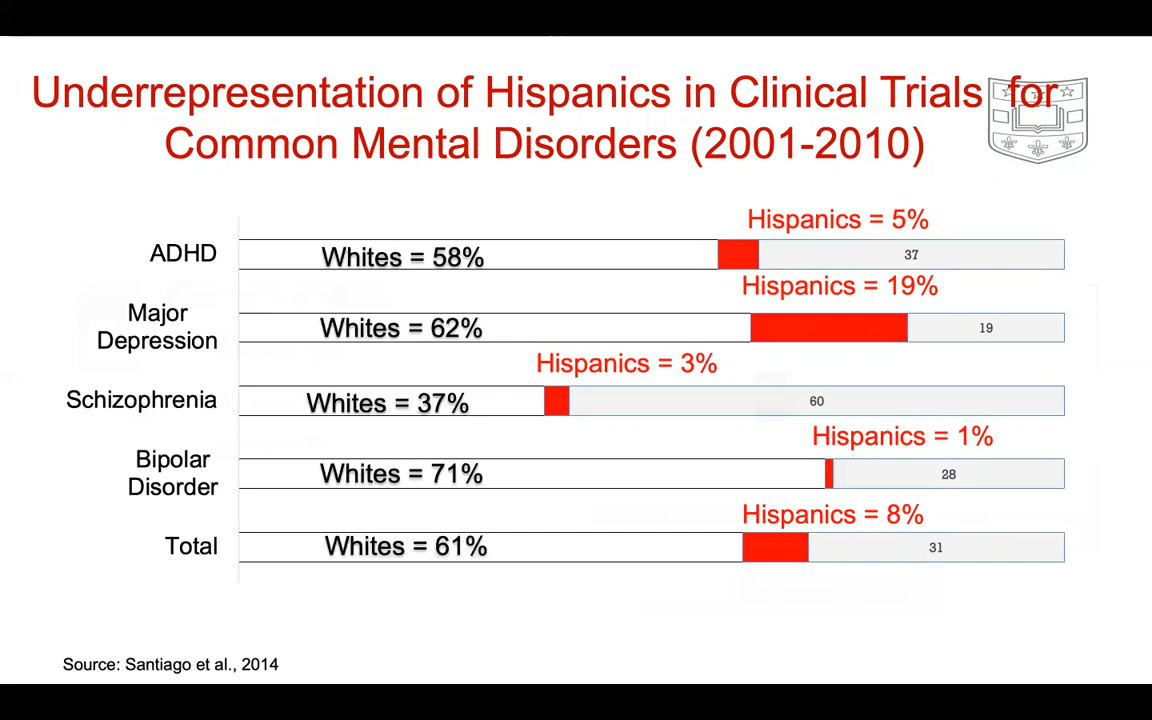 Underrepresentation of Hispanics in Clinical Trials for
Common Mental Disorders (2001-2010)
Hispanics = 5%
ADHD
Whites = 58%
37
Hispanics = 19%
Major
Depression
Whites = 62%
19
Hispanics = 3%
Schizophrenia
Whites = 37%
60
Hispanics = 1%
Bipolar
Disorder
Whites = 71%
28
Hispanics = 8%
Total
Whites = 61%
31
Source: Santiago et al., 2014